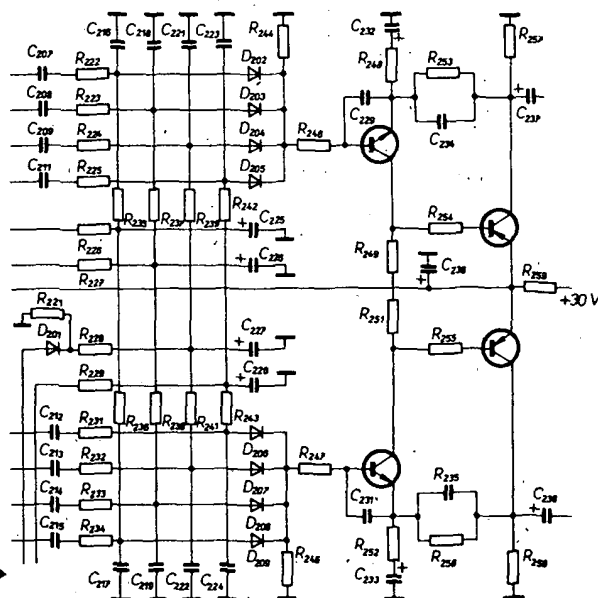 C216 C218 C221 C223 R244 C232 R257
C207 R222 D202 R248 R253
C208 R223 D203 C229 C234 C237
C209 R224 D204 R246
C211 R225 D205
R235 R237 R239 R242 C225 R254
R226 C226 R249 C236
R227 R258
R221 R251 +30 V
D201 R228 C227 R255
R229 C228
C212 R231 R236 R238 R241 R243
C213 R232 D206 R247
C214 R233 D207 C231 R235 C238
C215 R234 D208 R252
D209 R246 R256 R259
C217 C219 C222 C224 C233